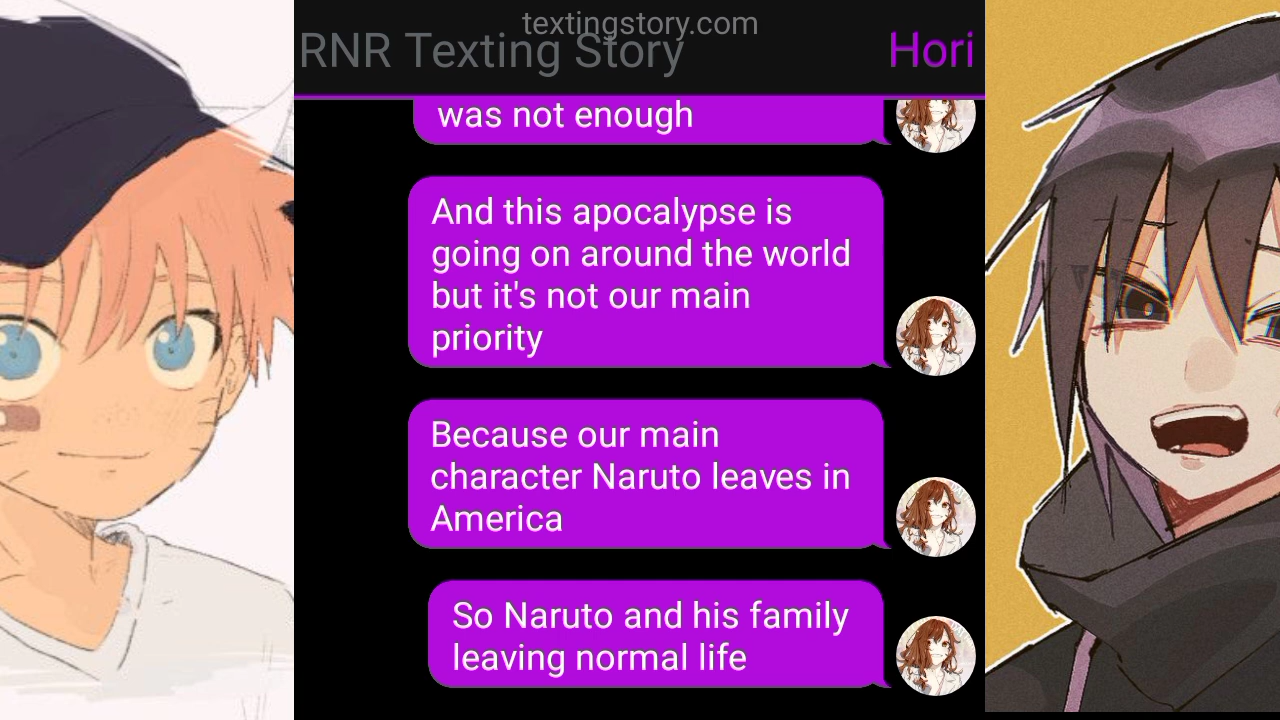 textingstory.com
RNR Texting Story
Hori
was not enough
And this apocalypse is
going on around the world
but it's not our main
priority
Because our main
character Naruto leaves in
America
So Naruto and his family
leaving normal life